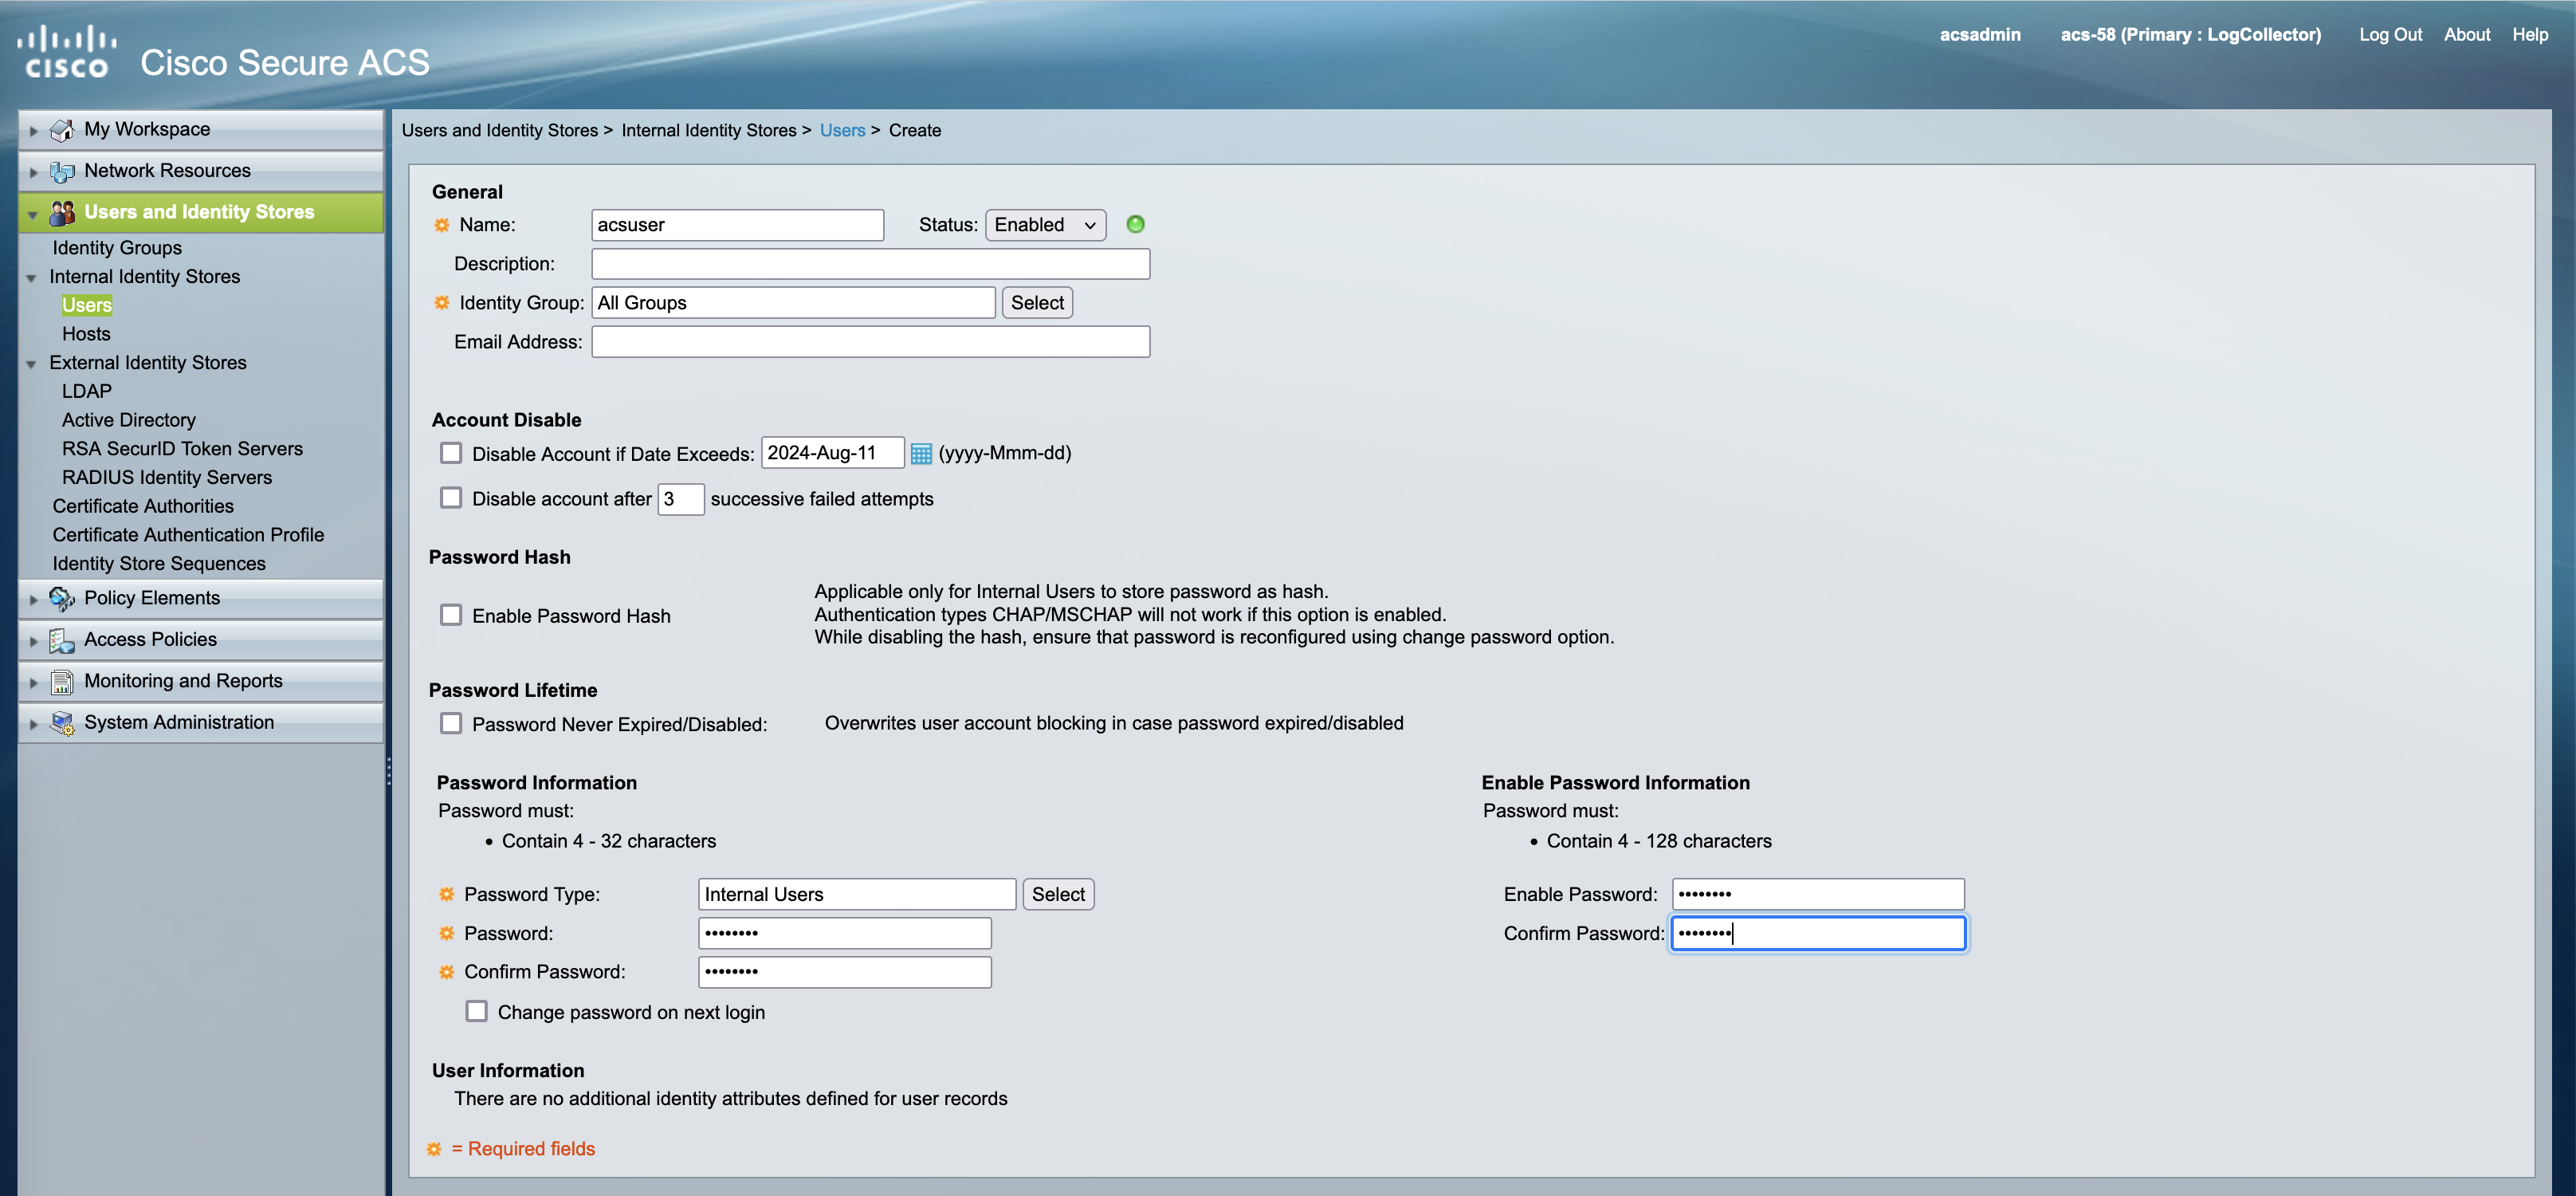 CISCO
Cisco Secure ACS
acsadmin acs-58 (Primary : LogCollector) Log Out About Help
My Workspace
Network Resources
Users and Identity Stores
Identity Groups
Internal Identity Stores
Users
Hosts
External Identity Stores
LDAP
Active Directory
RSA SecurID Token Servers
RADIUS Identity Servers
Certificate Authorities
Certificate Authentication Profile
Identity Store Sequences
Policy Elements
Access Policies
Monitoring and Reports
System Administration
Users and Identity Stores > Internal Identity Stores > Users > Create
General
Name: acsuser Status: Enabled
Description:
Identity Group: All Groups Select
Email Address:
Account Disable
Disable Account if Date Exceeds: 2024-Aug-11 (yyyy-Mmm-dd)
Disable account after 3 successive failed attempts
Password Hash
Enable Password Hash
Applicable only for Internal Users to store password as hash.
Authentication types CHAP/MSCHAP will not work if this option is enabled.
While disabling the hash, ensure that password is reconfigured using change password option.
Password Lifetime
Password Never Expired/Disabled: Overwrites user account blocking in case password expired/disabled
Password Information
Password must:
• Contain 4 - 32 characters
Password Type: Internal Users Select
Password: ••••••••
Confirm Password: ••••••••
Change password on next login
Enable Password Information
Password must:
• Contain 4 - 128 characters
Enable Password: ••••••••
Confirm Password: ••••••••
User Information
There are no additional identity attributes defined for user records
= Required fields